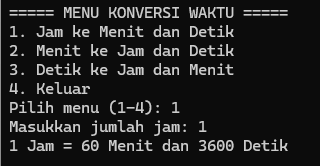 ===== MENU KONVERSI WAKTU =====
1. Jam ke Menit dan Detik
2. Menit ke Jam dan Detik
3. Detik ke Jam dan Menit
4. Keluar
Pilih menu (1-4): 1
Masukkan jumlah jam: 1
1 Jam = 60 Menit dan 3600 Detik